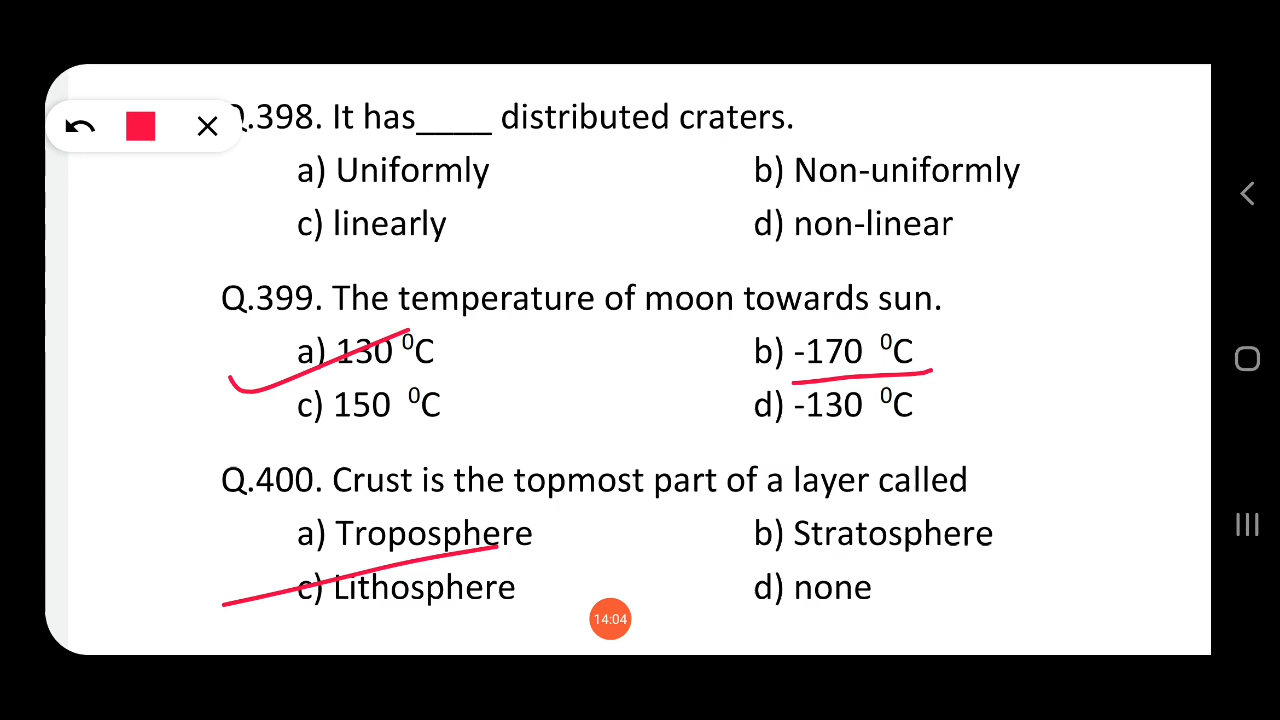 Q.398. It has____ distributed craters.
a) Uniformly b) Non-uniformly
c) linearly d) non-linear
Q.399. The temperature of moon towards sun.
a) 130 ⁰C b) -170 ⁰C
c) 150 ⁰C d) -130 ⁰C
Q.400. Crust is the topmost part of a layer called
a) Troposphere b) Stratosphere
c) Lithosphere d) none
14:04